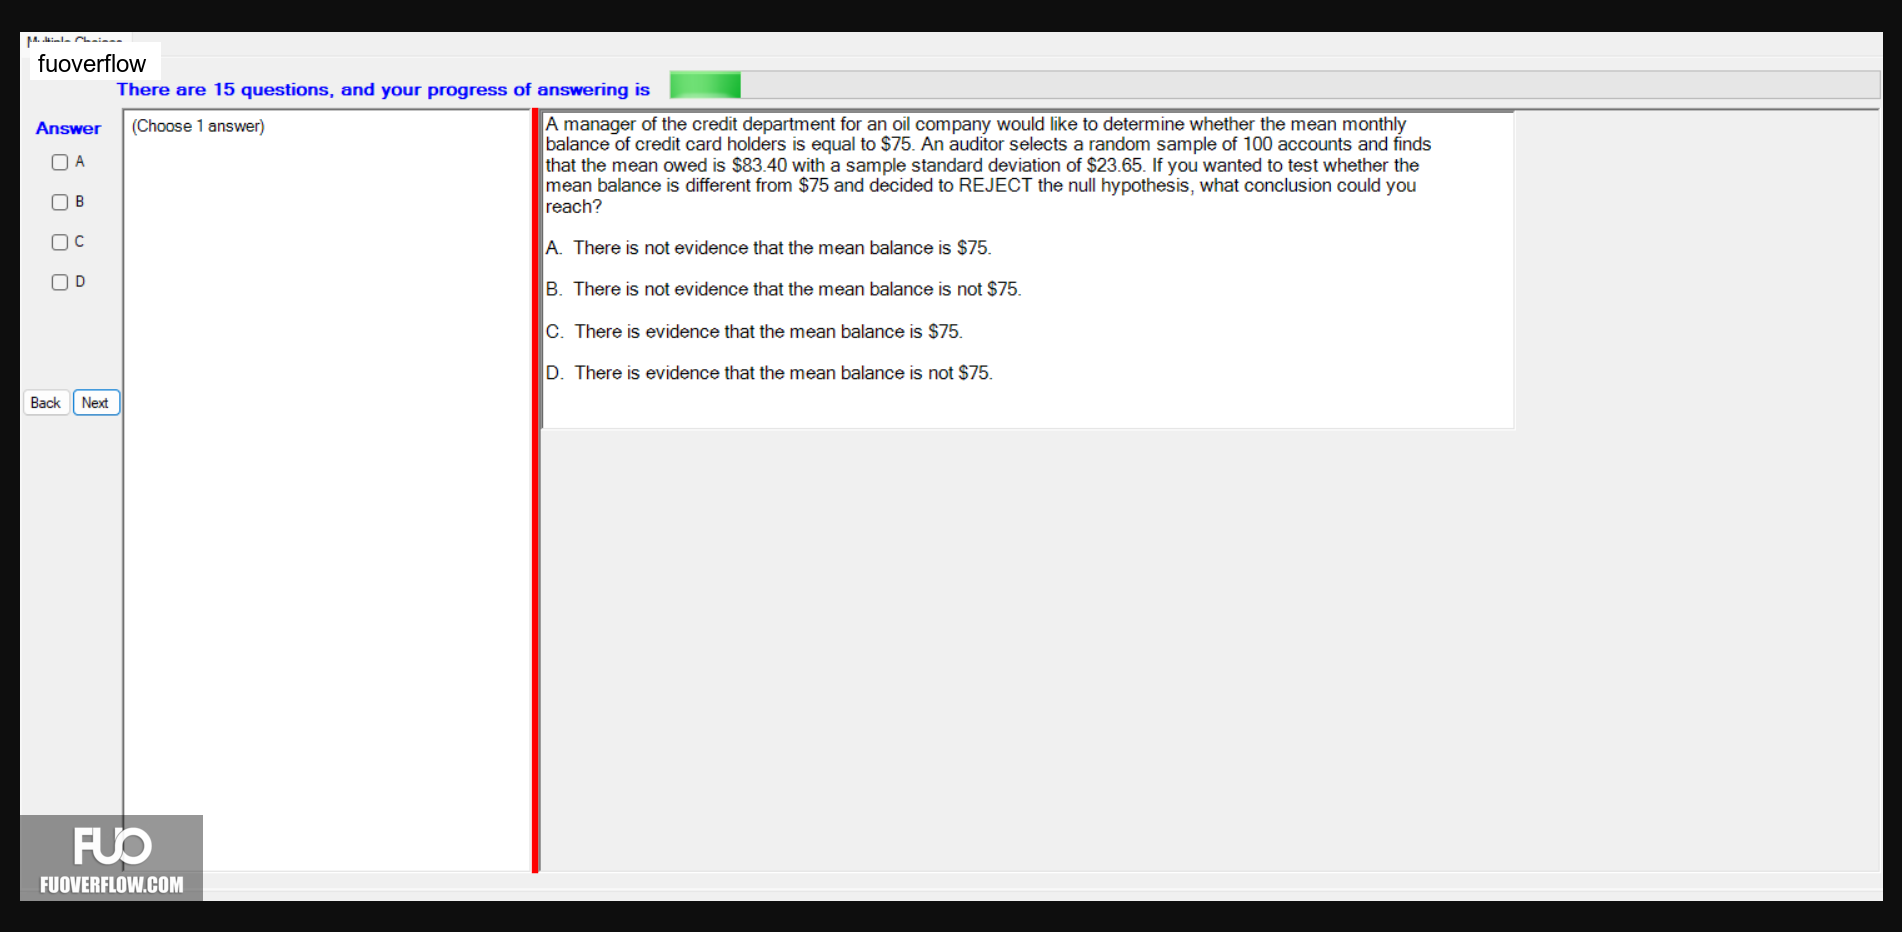 Multiple Choices
fuoverflow
There are 15 questions, and your progress of answering is
Answer
A
B
C
D
Back Next
(Choose 1 answer)
A manager of the credit department for an oil company would like to determine whether the mean monthly
balance of credit card holders is equal to $75. An auditor selects a random sample of 100 accounts and finds
that the mean owed is $83.40 with a sample standard deviation of $23.65. If you wanted to test whether the
mean balance is different from $75 and decided to REJECT the null hypothesis, what conclusion could you
reach?
A. There is not evidence that the mean balance is $75.
B. There is not evidence that the mean balance is not $75.
C. There is evidence that the mean balance is $75.
D. There is evidence that the mean balance is not $75.
FUO
FUOVERFLOW.COM